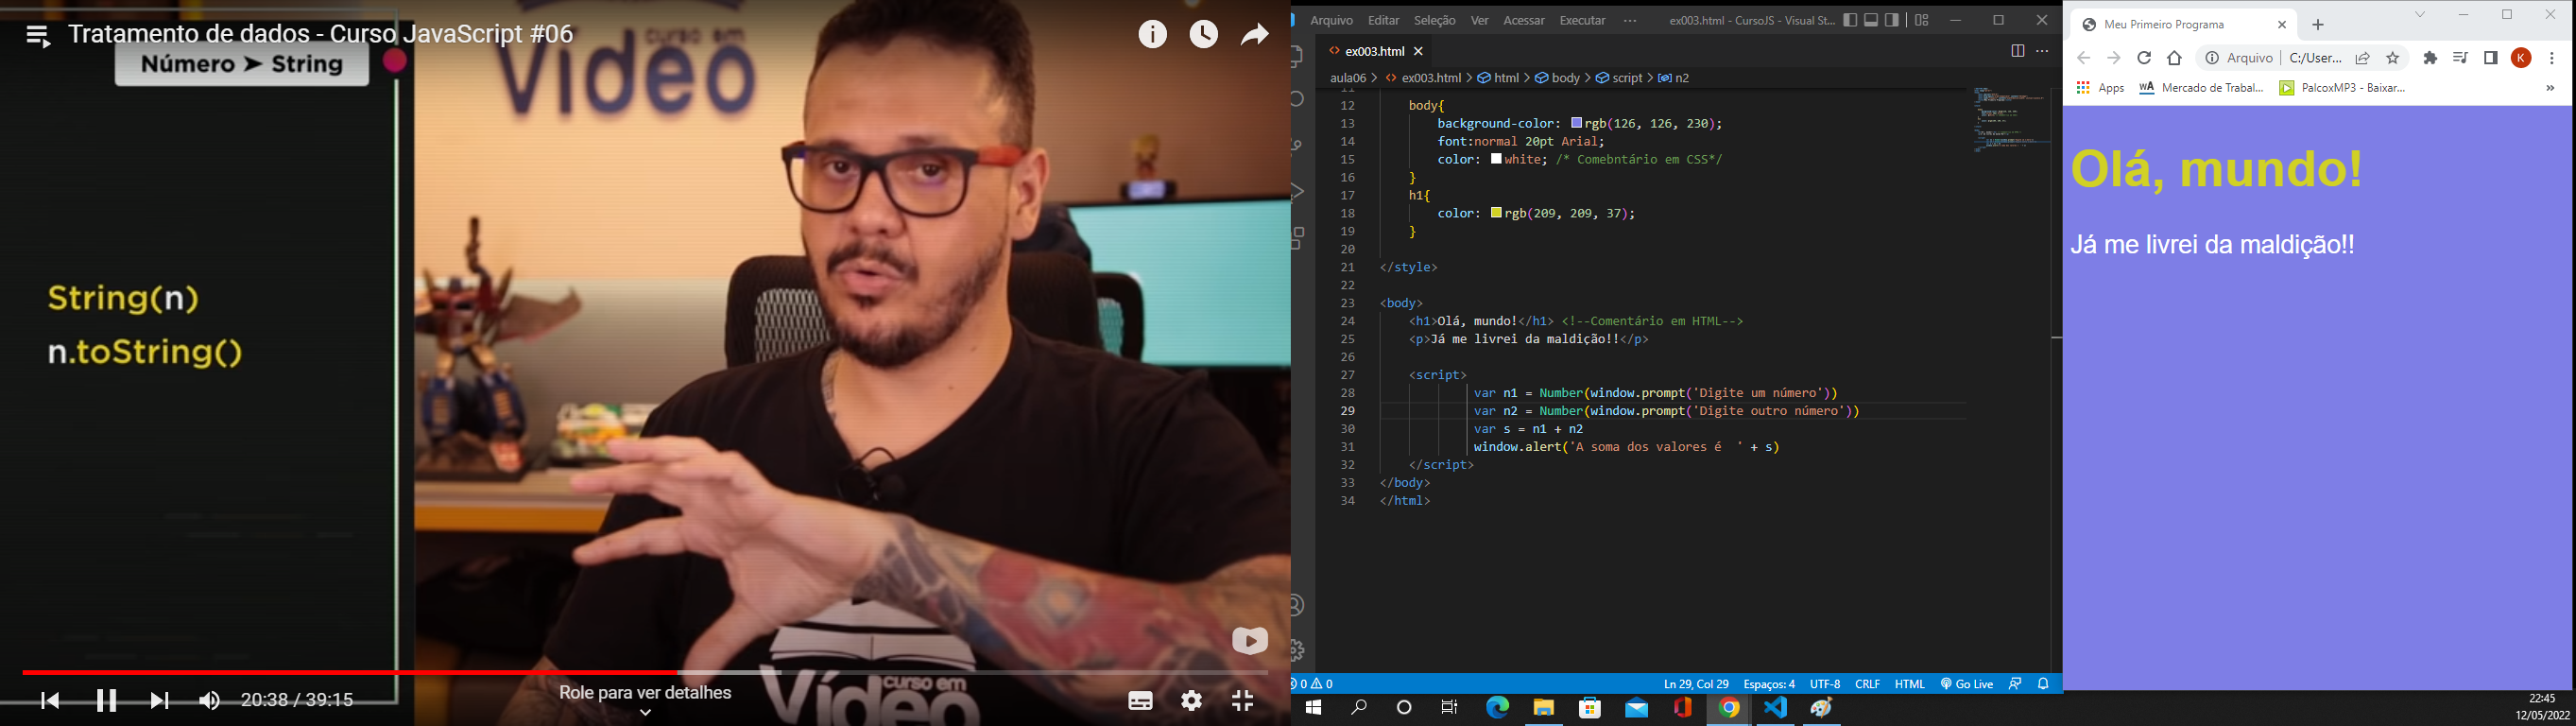 Tratamento de dados - Curso JavaScript #06
Número ➤ String
String(n)
n.toString()
curso em
Vídeo
curso em
Vídeo
20:38 / 39:15
Role para ver detalhes
Arquivo Editar Seleção Ver Acessar Executar ··· ex003.html - CursoJS - Visual St...
<> ex003.html ×
aula06 > <> ex003.html > html > body > script > n2
11
12 body{
13 background-color: rgb(126, 126, 230);
14 font:normal 20pt Arial;
15 color: white; /* Comebntário em CSS*/
16 }
17 h1{
18 color: rgb(209, 209, 37);
19 }
20
21 </style>
22
23 <body>
24 <h1>Olá, mundo!</h1> <!--Comentário em HTML-->
25 <p>Já me livrei da maldição!!</p>
26
27 <script>
28 var n1 = Number(window.prompt('Digite um número'))
29 var n2 = Number(window.prompt('Digite outro número'))
30 var s = n1 + n2
31 window.alert('A soma dos valores é  ' + s)
32 </script>
33 </body>
34 </html>
0 0 Ln 29, Col 29 Espaços: 4 UTF-8 CRLF HTML Go Live
Meu Primeiro Programa
Arquivo | C:/User... K
Apps WA Mercado de Trabal... PalcoxMP3 - Baixar... »
Olá, mundo!
Já me livrei da maldição!!
22:45
12/05/2022